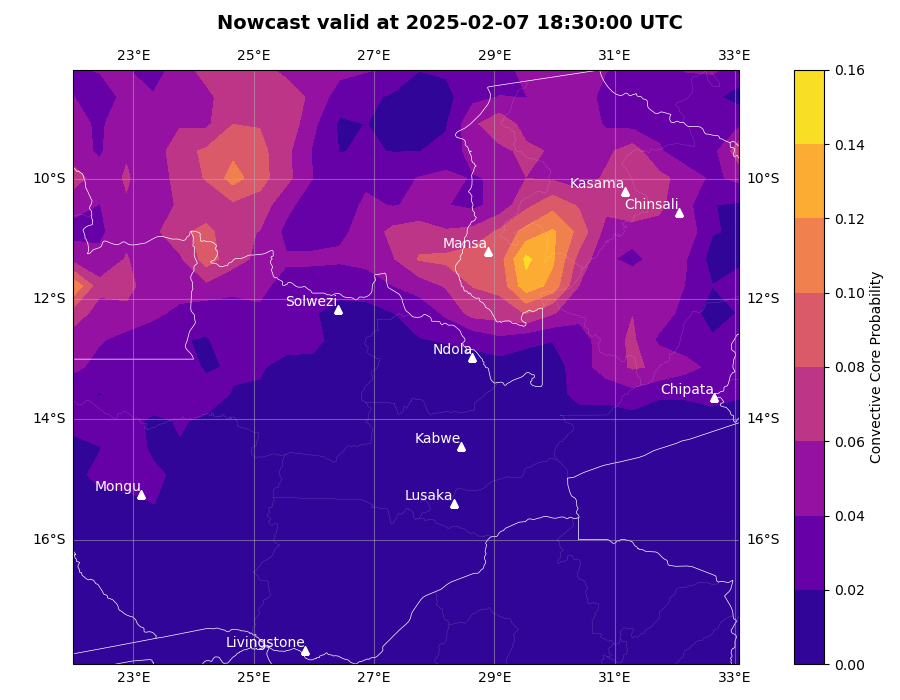 Nowcast valid at 2025-02-07 18:30:00 UTC
23°E 25°E 27°E 29°E 31°E 33°E
0.16
0.14
10°S Kasama 10°S
Chinsali
0.12
Mansa
0.10
12°S Solwezi 12°S
Ndola
0.08
Chipata
14°S 14°S
Kabwe
0.06
Mongu Lusaka
0.04
16°S 16°S
0.02
Livingstone
0.00
23°E 25°E 27°E 29°E 31°E 33°E
Convective Core Probability